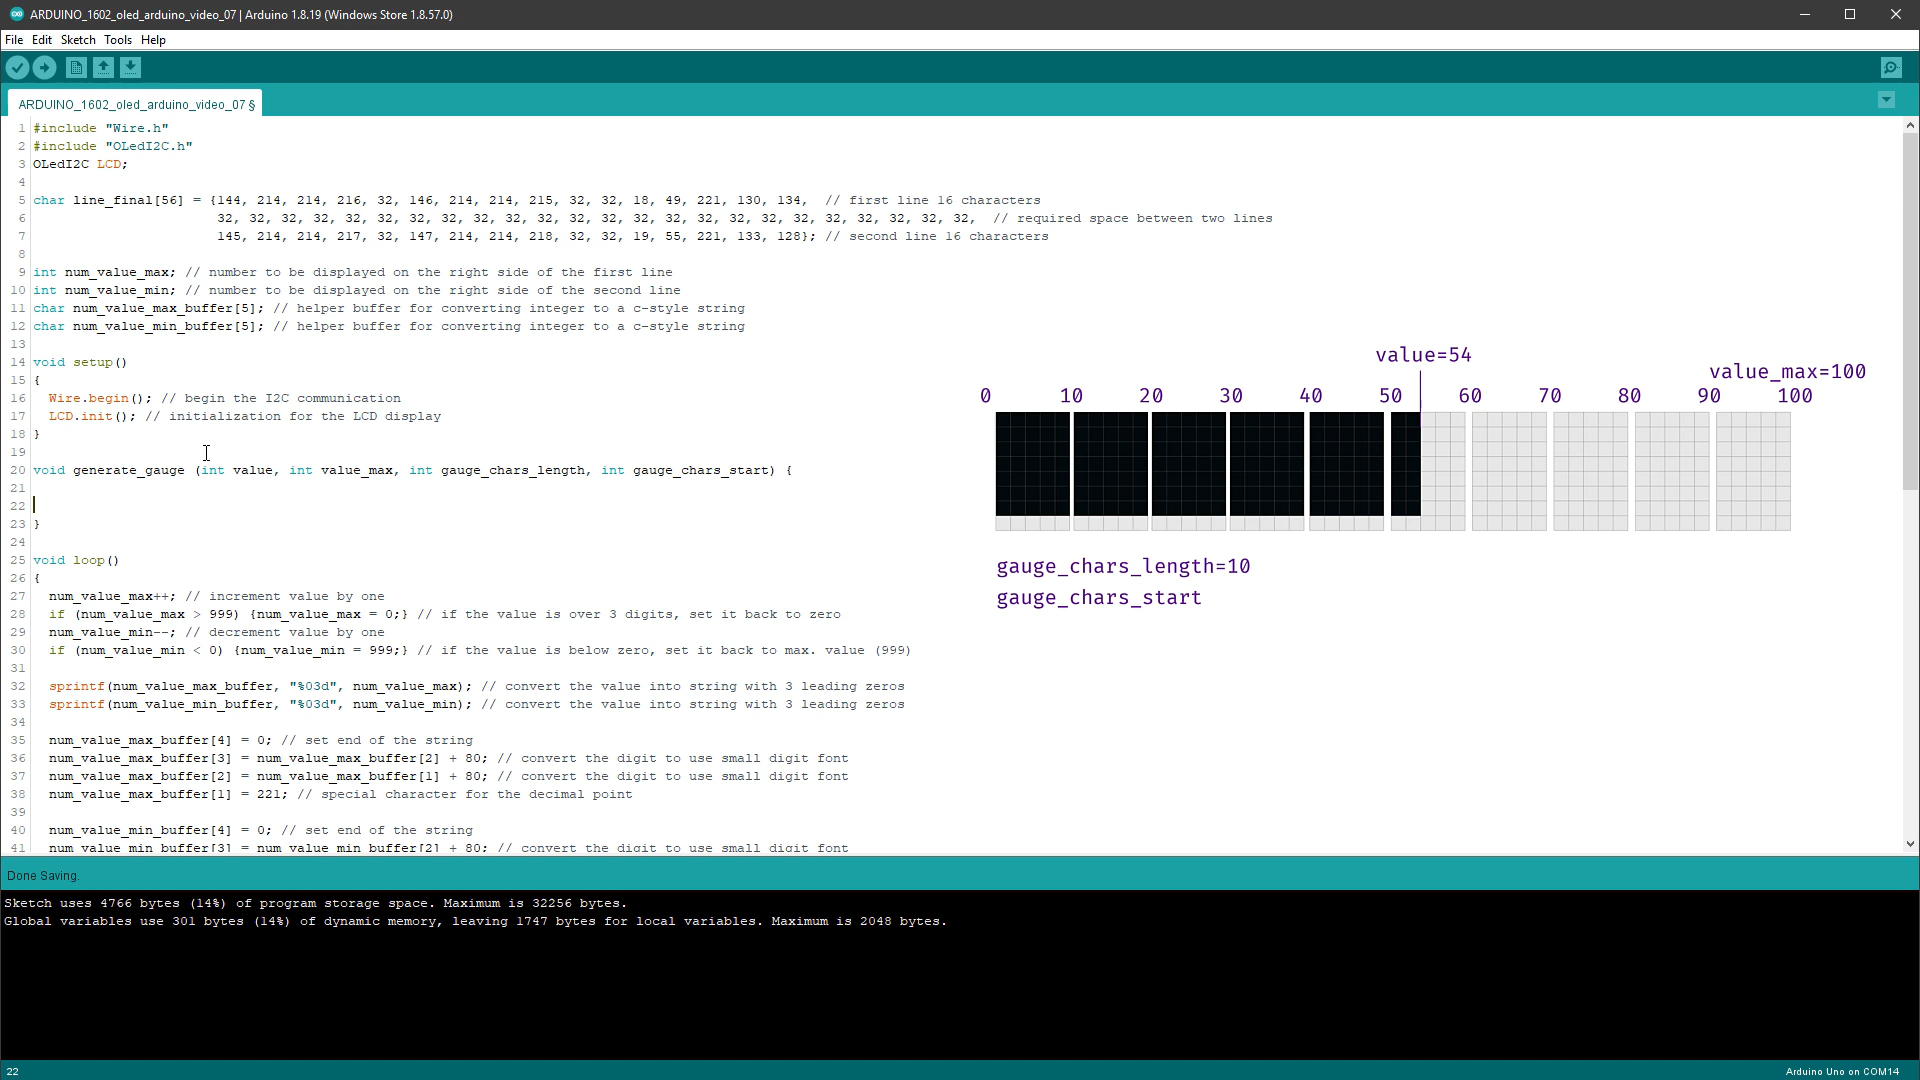 ARDUINO_1602_oled_arduino_video_07 | Arduino 1.8.19 (Windows Store 1.8.57.0)
File Edit Sketch Tools Help
ARDUINO_1602_oled_arduino_video_07 §
1 #include "Wire.h"
2 #include "OLedI2C.h"
3 OLedI2C LCD;
4
5 char line_final[56] = {144, 214, 214, 216, 32, 146, 214, 214, 215, 32, 32, 18, 49, 221, 130, 134, // first line 16 characters
6 32, 32, 32, 32, 32, 32, 32, 32, 32, 32, 32, 32, 32, 32, 32, 32, 32, 32, 32, 32, 32, 32, 32, 32, // required space between two lines
7 145, 214, 214, 217, 32, 147, 214, 214, 218, 32, 32, 19, 55, 221, 133, 128}; // second line 16 characters
8
9 int num_value_max; // number to be displayed on the right side of the first line
10 int num_value_min; // number to be displayed on the right side of the second line
11 char num_value_max_buffer[5]; // helper buffer for converting integer to a c-style string
12 char num_value_min_buffer[5]; // helper buffer for converting integer to a c-style string
13
14 void setup()
15 {
16 Wire.begin(); // begin the I2C communication
17 LCD.init(); // initialization for the LCD display
18 }
19
20 void generate_gauge (int value, int value_max, int gauge_chars_length, int gauge_chars_start) {
21
22
23 }
24
25 void loop()
26 {
27 num_value_max++; // increment value by one
28 if (num_value_max > 999) {num_value_max = 0;} // if the value is over 3 digits, set it back to zero
29 num_value_min--; // decrement value by one
30 if (num_value_min < 0) {num_value_min = 999;} // if the value is below zero, set it back to max. value (999)
31
32 sprintf(num_value_max_buffer, "%03d", num_value_max); // convert the value into string with 3 leading zeros
33 sprintf(num_value_min_buffer, "%03d", num_value_min); // convert the value into string with 3 leading zeros
34
35 num_value_max_buffer[4] = 0; // set end of the string
36 num_value_max_buffer[3] = num_value_max_buffer[2] + 80; // convert the digit to use small digit font
37 num_value_max_buffer[2] = num_value_max_buffer[1] + 80; // convert the digit to use small digit font
38 num_value_max_buffer[1] = 221; // special character for the decimal point
39
40 num_value_min_buffer[4] = 0; // set end of the string
41 num_value_min_buffer[3] = num_value_min_buffer[2] + 80; // convert the digit to use small digit font
value=54
value_max=100
0 10 20 30 40 50 60 70 80 90 100
gauge_chars_length=10
gauge_chars_start
Done Saving.
Sketch uses 4766 bytes (14%) of program storage space. Maximum is 32256 bytes.
Global variables use 301 bytes (14%) of dynamic memory, leaving 1747 bytes for local variables. Maximum is 2048 bytes.
22
Arduino Uno on COM14